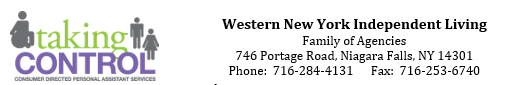 taking
CONTROL
CONSUMER DIRECTED PERSONAL ASSISTANT SERVICES
Western New York Independent Living
Family of Agencies
746 Portage Road, Niagara Falls, NY 14301
Phone: 716-284-4131 Fax: 716-253-6740